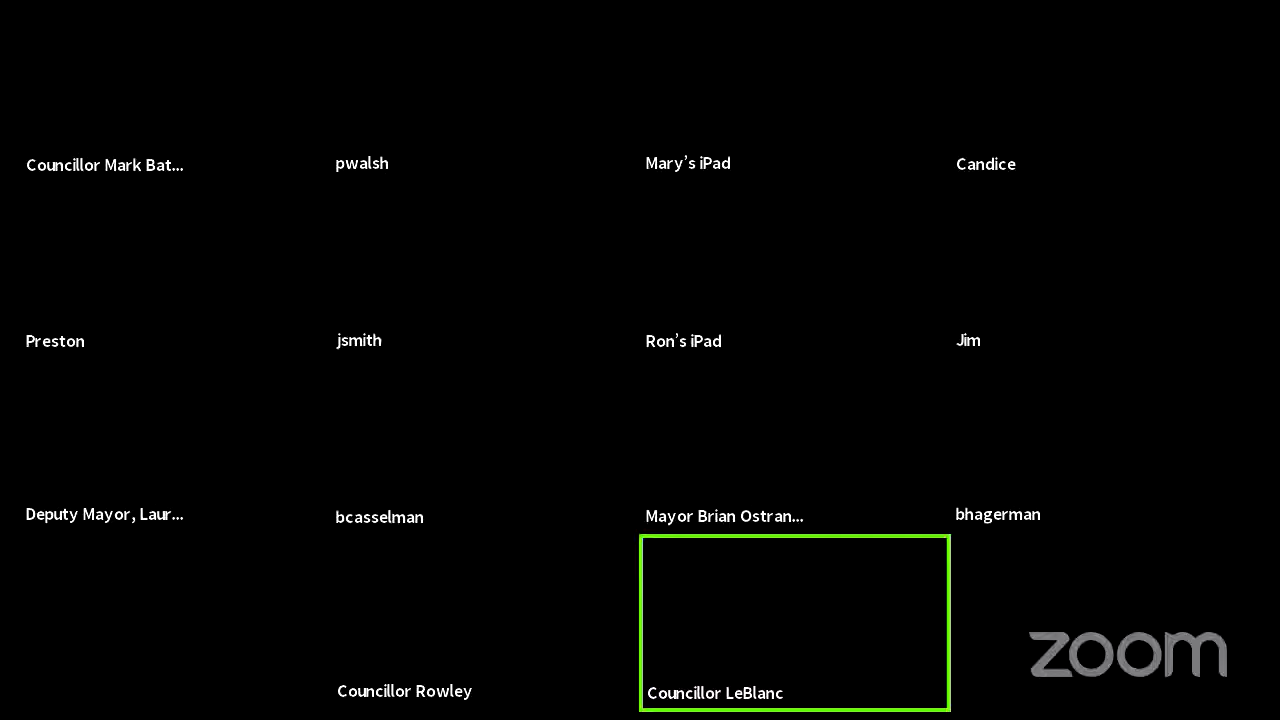 Councillor Mark Bat...
pwalsh
Mary's iPad
Candice
Preston
jsmith
Ron's iPad
Jim
Deputy Mayor, Laur...
bcasselman
Mayor Brian Ostran...
bhagerman
Councillor Rowley
Councillor LeBlanc
zoom